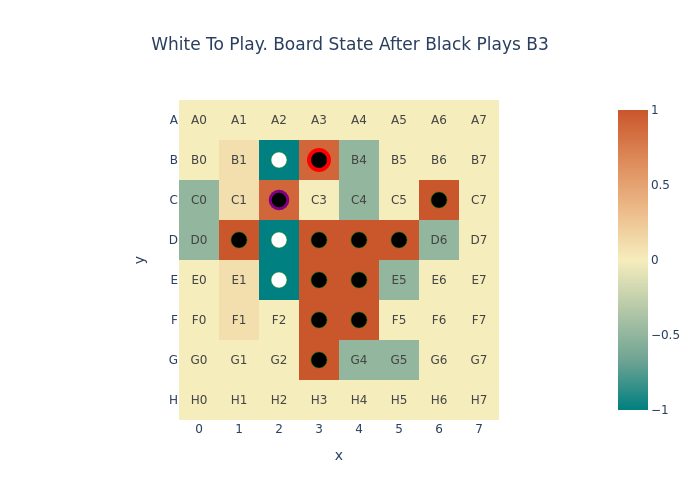 White To Play. Board State After Black Plays B3
A A0 A1 A2 A3 A4 A5 A6 A7
B B0 B1 B4 B5 B6 B7
C C0 C1 C3 C4 C5 C7
D D0 D6 D7
E E0 E1 E5 E6 E7
F F0 F1 F2 F5 F6 F7
G G0 G1 G2 G4 G5 G6 G7
H H0 H1 H2 H3 H4 H5 H6 H7
0 1 2 3 4 5 6 7
x
y
1
0.5
0
−0.5
−1